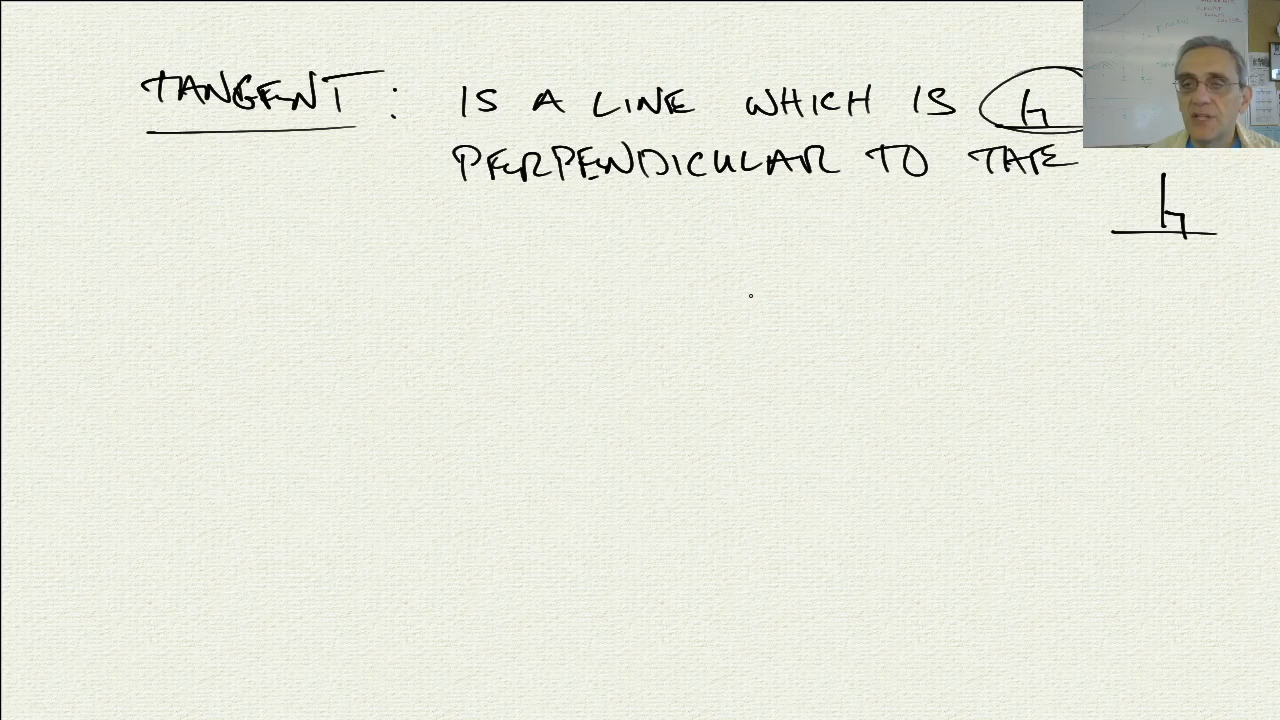 TANGENT : IS A LINE WHICH IS
PERPENDICULAR TO THE